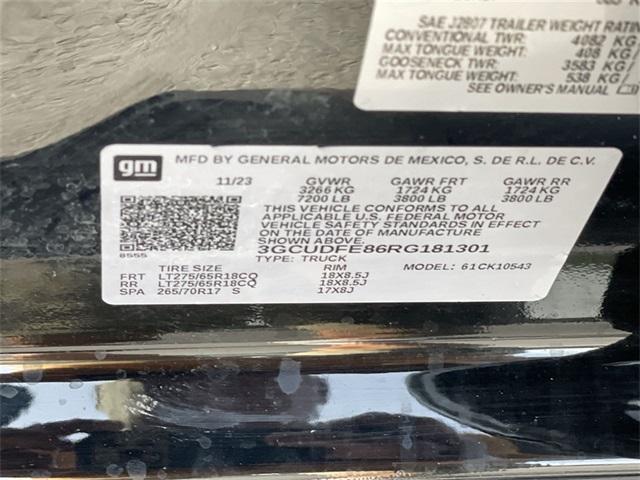 SAE J2807 TRAILER WEIGHT RATIN
CONVENTIONAL TWR: 4082 KG
MAX TONGUE WEIGHT: 408 KG/
GOOSENECK TWR: 3583 KG/
MAX TONGUE WEIGHT: 538 KG/
SEE OWNER'S MANUAL
gm MFD BY GENERAL MOTORS DE MEXICO, S. DE R.L. DE C.V.
11/23 GVWR GAWR FRT GAWR RR
3266 KG 1724 KG 1724 KG
7200 LB 3800 LB 3800 LB
THIS VEHICLE CONFORMS TO ALL
APPLICABLE U.S. FEDERAL MOTOR
VEHICLE SAFETY STANDARDS IN EFFECT
ON THE DATE OF MANUFACTURE SHOWN ABOVE.
3GCUDFE86RG181301
8555 TYPE: TRUCK
TIRE SIZE RIM MODEL: 61CK10543
FRT LT275/65R18CQ 18X8.5J
RR LT275/65R18CQ 18X8.5J
SPA 265/70R17 S 17X8J